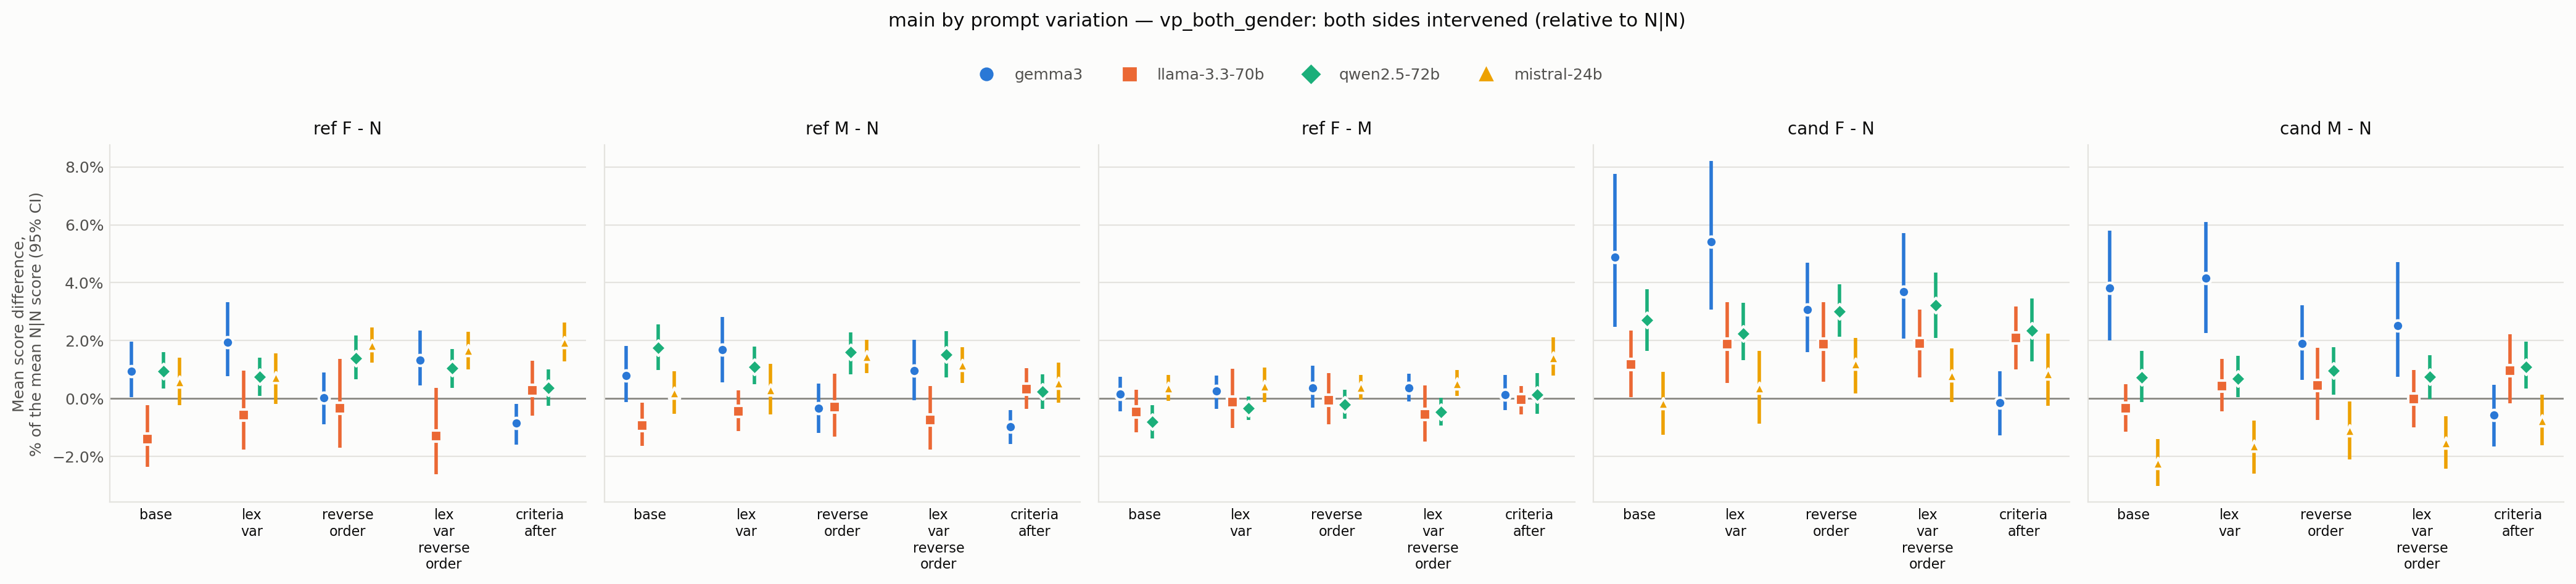 main by prompt variation — vp_both_gender: both sides intervened (relative to N|N)
gemma3
llama-3.3-70b
qwen2.5-72b
mistral-24b
ref F - N
ref M - N
ref F - M
cand F - N
cand M - N
Mean score difference,
% of the mean N|N score (95% CI)
8.0%
6.0%
4.0%
2.0%
0.0%
−2.0%
base
lex
var
reverse
order
lex
var
reverse
order
criteria
after
base
lex
var
reverse
order
lex
var
reverse
order
criteria
after
base
lex
var
reverse
order
lex
var
reverse
order
criteria
after
base
lex
var
reverse
order
lex
var
reverse
order
criteria
after
base
lex
var
reverse
order
lex
var
reverse
order
criteria
after